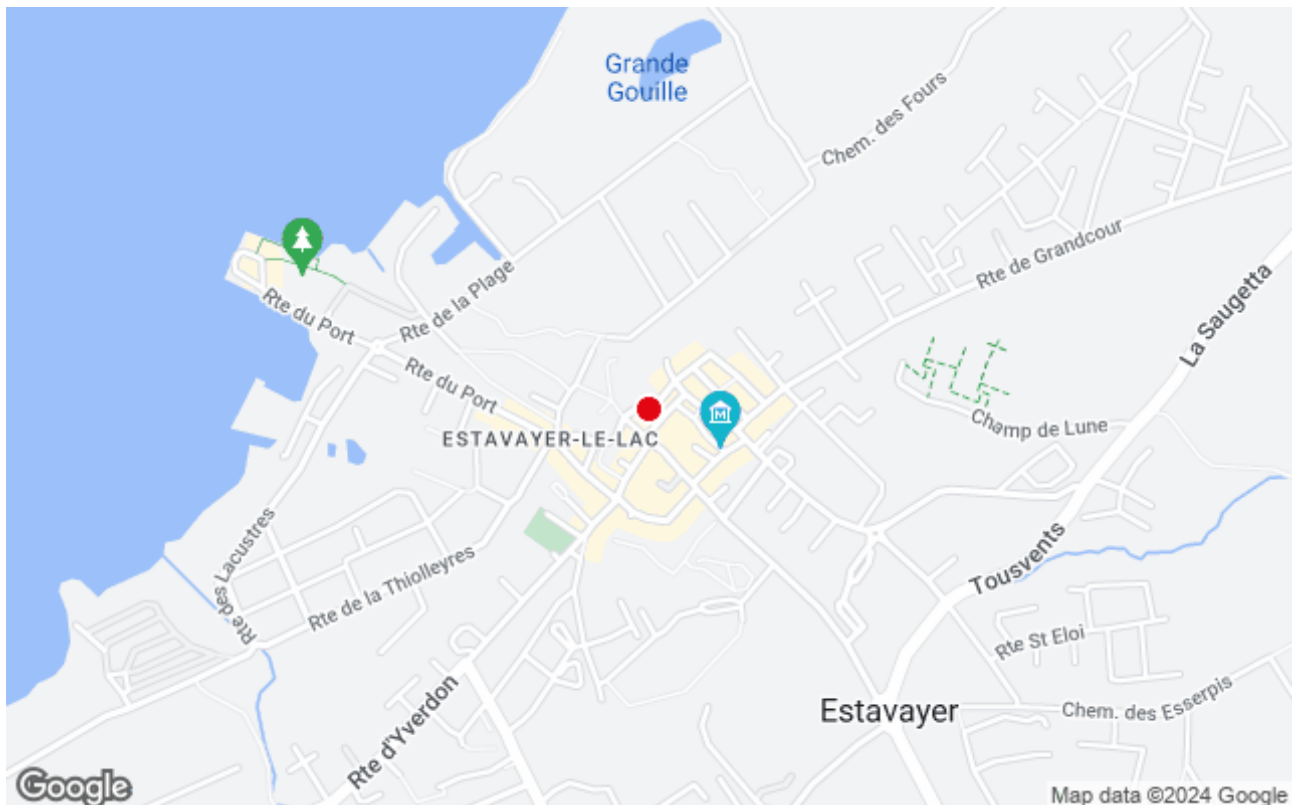 Grande
Gouille
Chem. des Fours
Rte de Grandcour
La Saugetta
Rte de la Plage
Rte du Port
Rte du Port
ESTAVAYER-LE-LAC
M
Champ de Lune
Rte des Lacustres
Rte de la Thiolleyres
Tousvents
Rte St Eloi
Estavayer
Chem. des Esserpis
Rte d'Yverdon
Google
Map data ©2024 Google